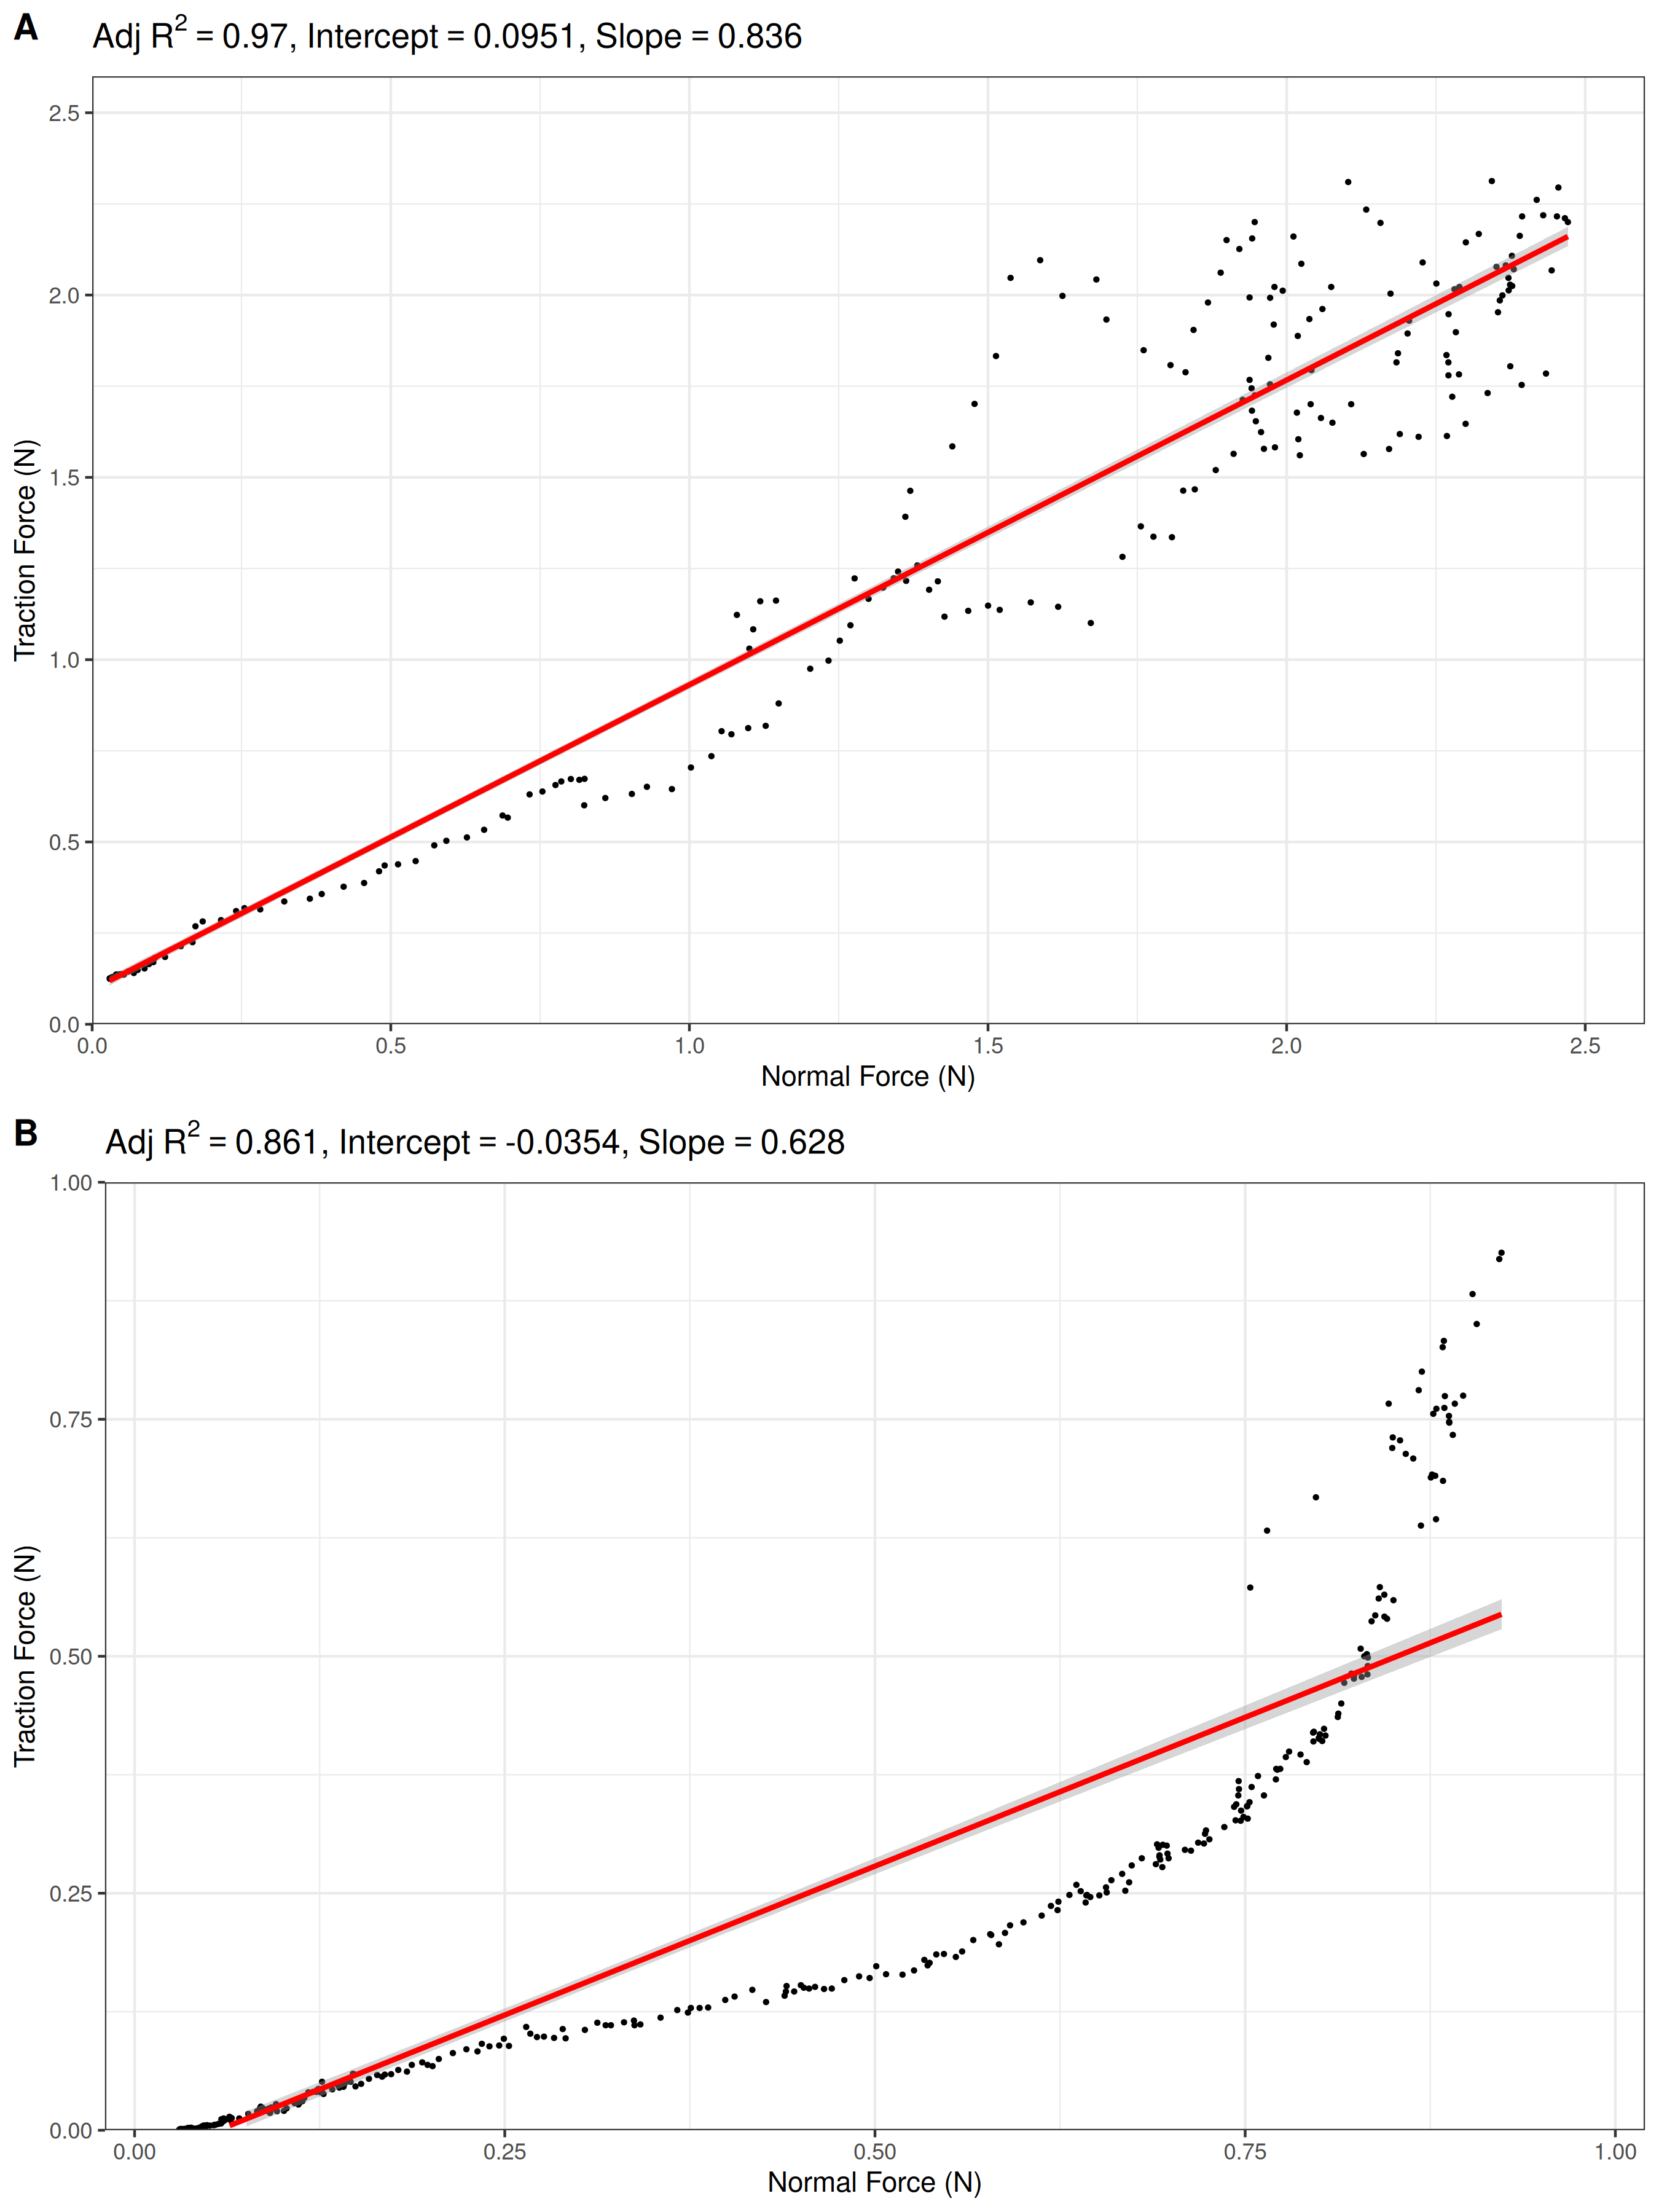 A
Adj R2 = 0.97, Intercept = 0.0951, Slope = 0.836
2.5
2.0
1.5
1.0
0.5
0.0
Traction Force (N)
0.0 0.5 1.0 1.5 2.0 2.5
Normal Force (N)
B
Adj R2 = 0.861, Intercept = -0.0354, Slope = 0.628
1.00
0.75
0.50
0.25
0.00
Traction Force (N)
0.00 0.25 0.50 0.75 1.00
Normal Force (N)